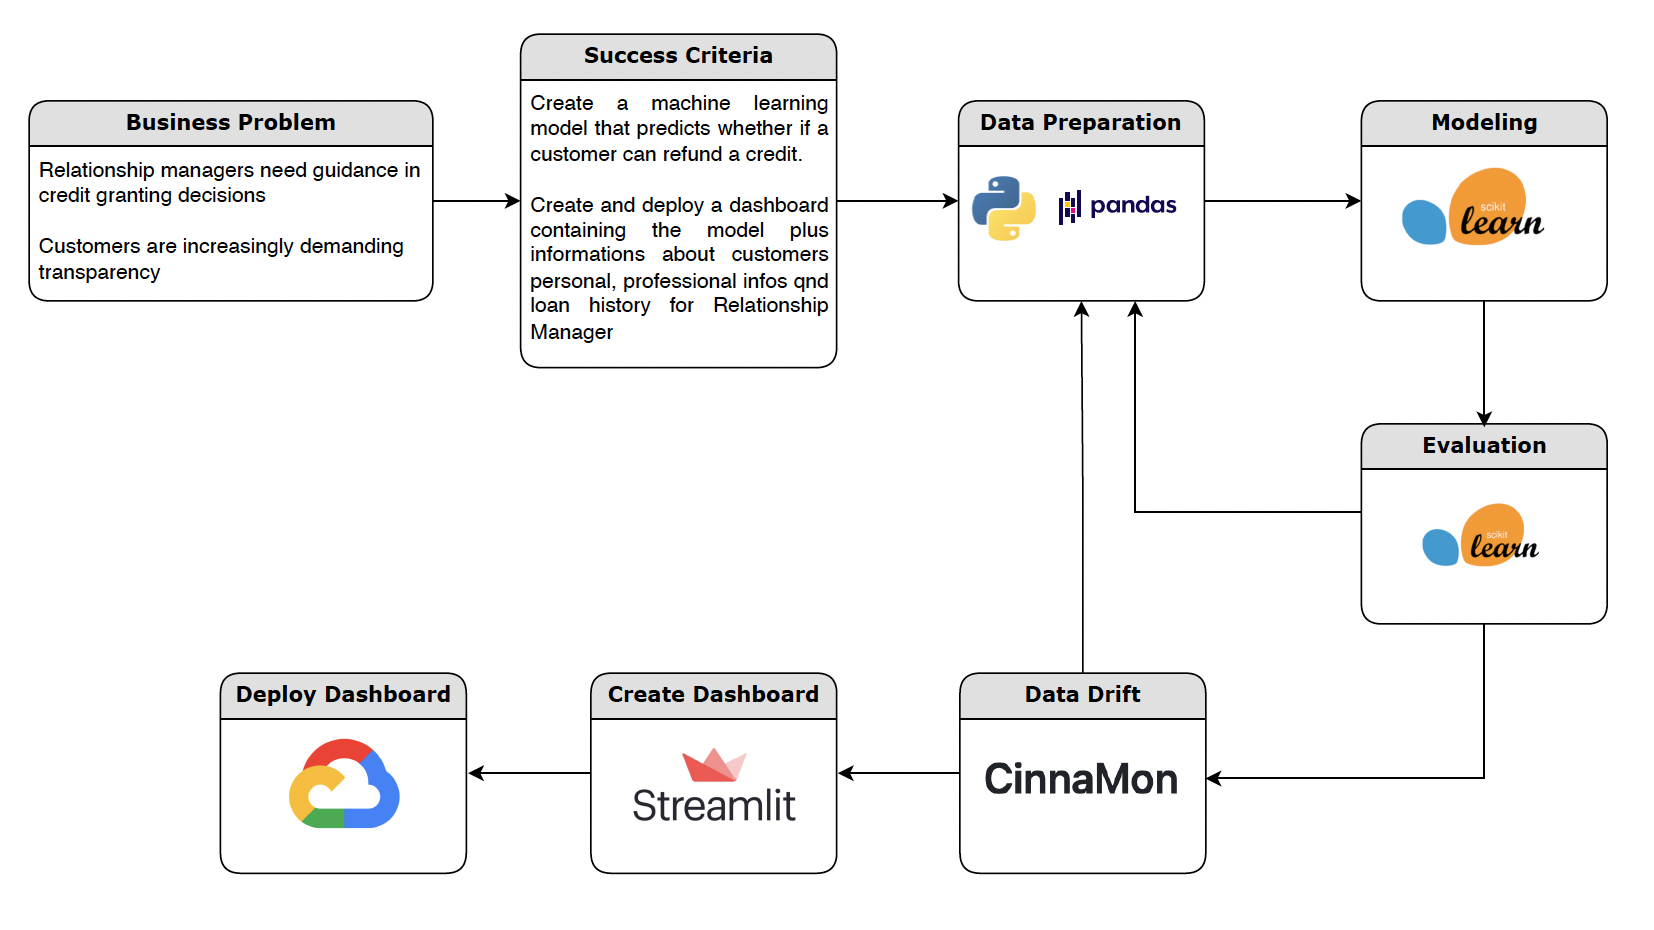 Business Problem
Relationship managers need guidance in
credit granting decisions
Customers are increasingly demanding
transparency
Success Criteria
Create a machine learning
model that predicts whether if a
customer can refund a credit.
Create and deploy a dashboard
containing the model plus
informations about customers
personal, professional infos qnd
loan history for Relationship
Manager
Data Preparation
pandas
Modeling
scikit
learn
Evaluation
scikit
learn
Data Drift
CinnaMon
Create Dashboard
Streamlit
Deploy Dashboard